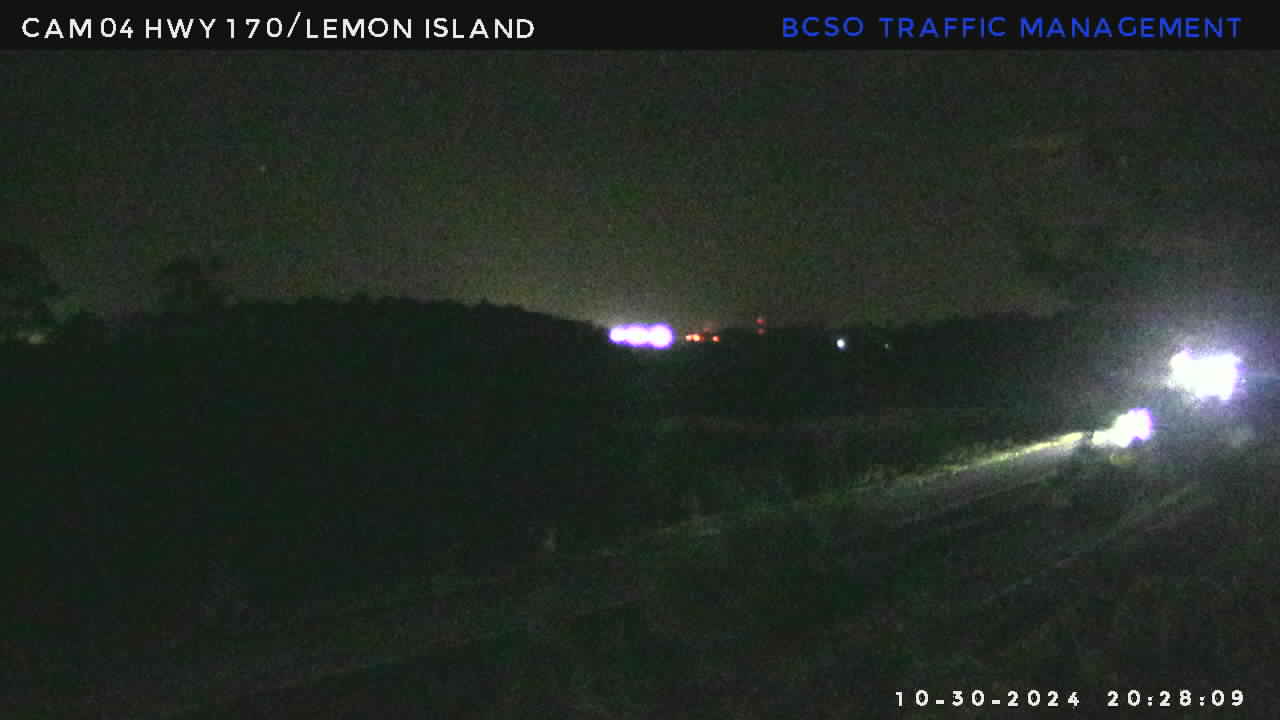 CAM04 HWY 170/LEMON ISLAND
BCSO TRAFFIC MANAGEMENT
10-30-2024 20:28:09